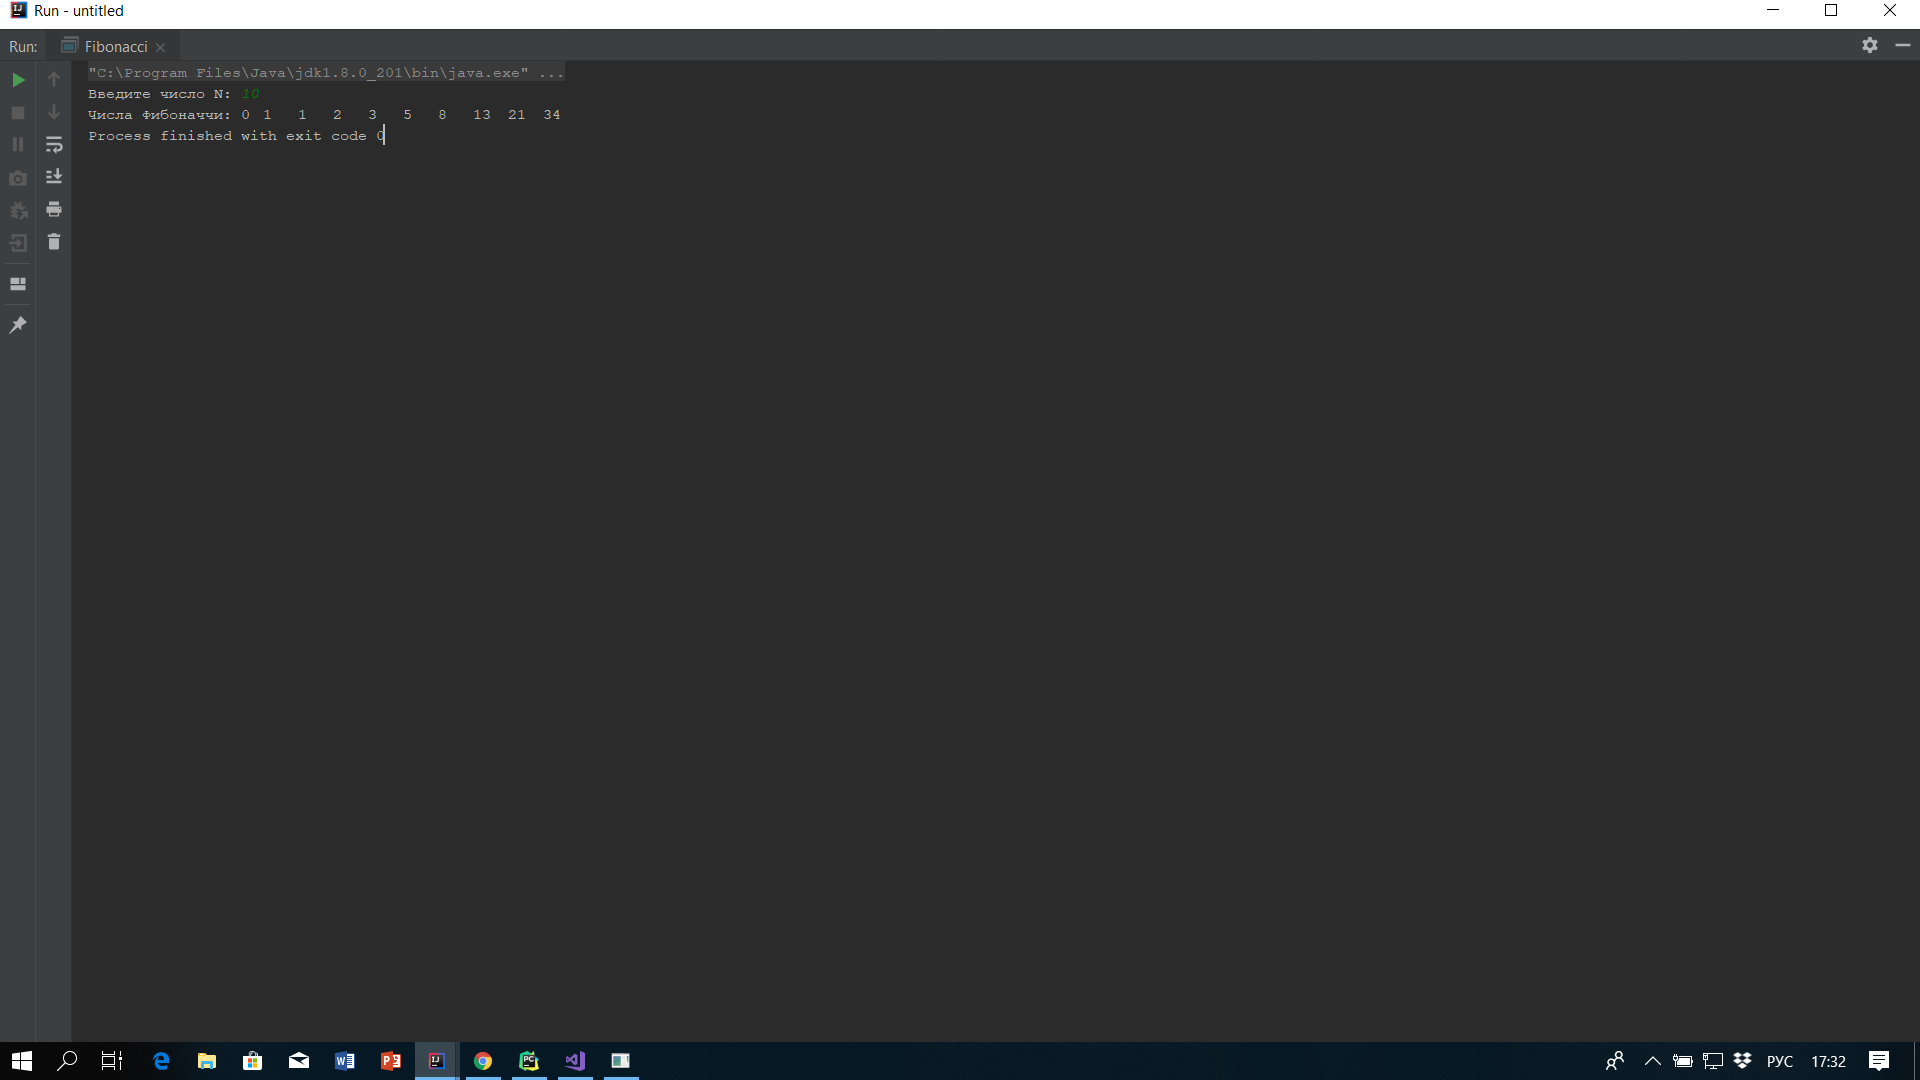 Run - untitled
Run: Fibonacci
"C:\Program Files\Java\jdk1.8.0_201\bin\java.exe" ...
Введите число N: 10
Числа Фибоначчи: 0 1 1 2 3 5 8 13 21 34
Process finished with exit code 0
РУС 17:32